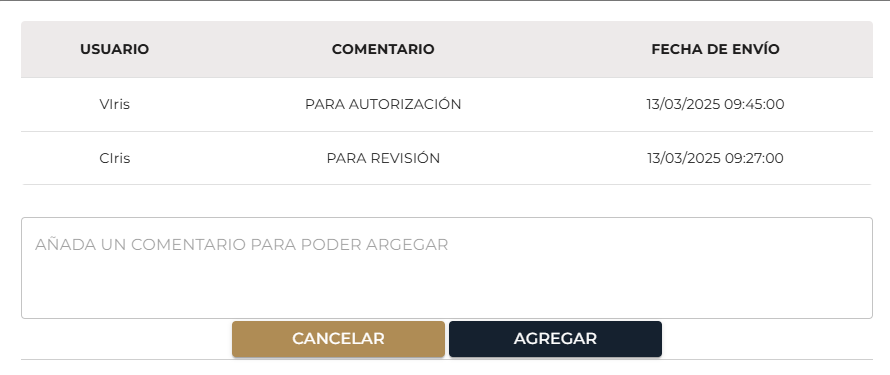 USUARIO COMENTARIO FECHA DE ENVÍO
VIris PARA AUTORIZACIÓN 13/03/2025 09:45:00
CIris PARA REVISIÓN 13/03/2025 09:27:00
AÑADA UN COMENTARIO PARA PODER ARGEGAR
CANCELAR AGREGAR